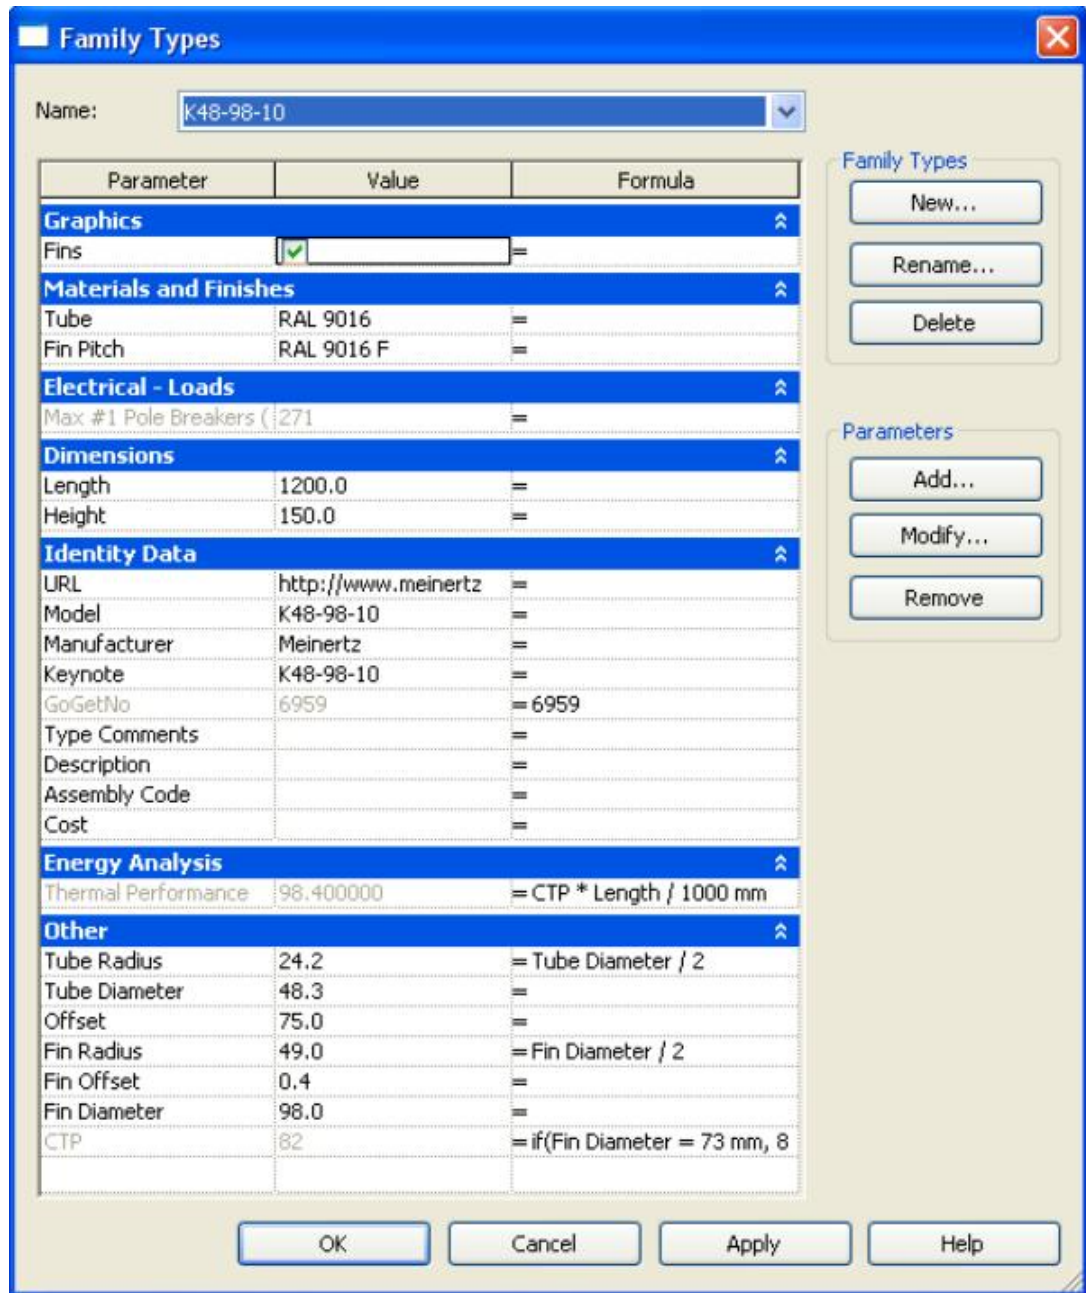 Family Types
Name: K48-98-10
Parameter Value Formula
Graphics
Fins =
Materials and Finishes
Tube RAL 9016 =
Fin Pitch RAL 9016 F =
Electrical - Loads
Max #1 Pole Breakers ( 271 =
Dimensions
Length 1200.0 =
Height 150.0 =
Identity Data
URL http://www.meinertz =
Model K48-98-10 =
Manufacturer Meinertz =
Keynote K48-98-10 =
GoGetNo 6959 = 6959
Type Comments =
Description =
Assembly Code =
Cost =
Energy Analysis
Thermal Performance 98.400000 = CTP * Length / 1000 mm
Other
Tube Radius 24.2 = Tube Diameter / 2
Tube Diameter 48.3 =
Offset 75.0 =
Fin Radius 49.0 = Fin Diameter / 2
Fin Offset 0.4 =
Fin Diameter 98.0 =
CTP 82 = if(Fin Diameter = 73 mm, 8
Family Types
New...
Rename...
Delete
Parameters
Add...
Modify...
Remove
OK Cancel Apply Help